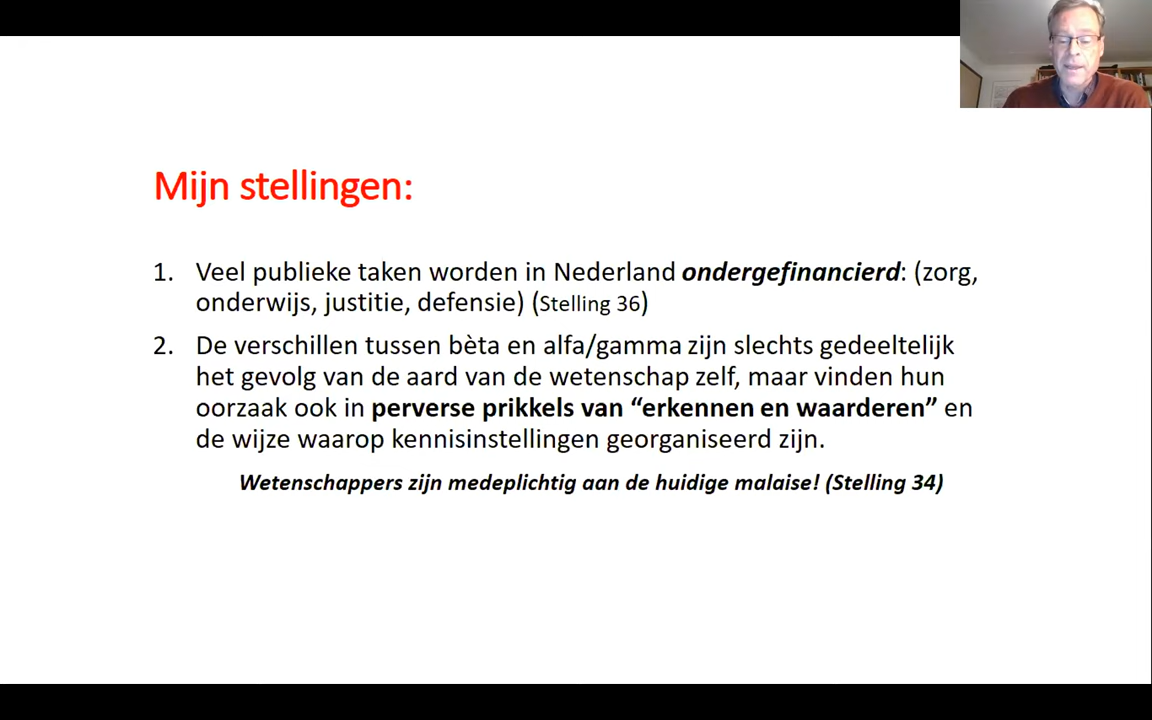 Mijn stellingen:
1. Veel publieke taken worden in Nederland ondergefinancierd: (zorg,
onderwijs, justitie, defensie) (Stelling 36)
2. De verschillen tussen bèta en alfa/gamma zijn slechts gedeeltelijk
het gevolg van de aard van de wetenschap zelf, maar vinden hun
oorzaak ook in perverse prikkels van “erkennen en waarderen” en
de wijze waarop kennisinstellingen georganiseerd zijn.
Wetenschappers zijn medeplichtig aan de huidige malaise! (Stelling 34)